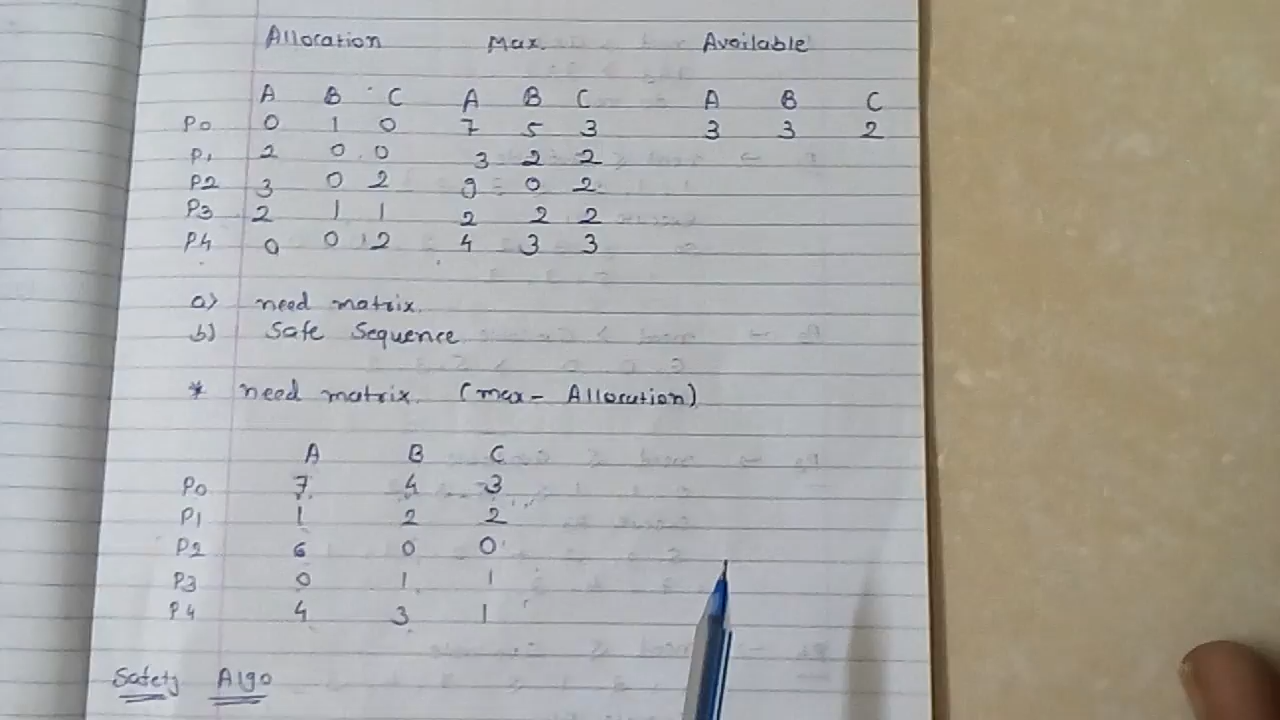 Allocation Max. Available
A B C A B C A B C
P0 0 1 0 7 5 3 3 3 2
P1 2 0 0 3 2 2
P2 3 0 2 9 0 2
P3 2 1 1 2 2 2
P4 0 0 2 4 3 3
a) need matrix.
b) Safe Sequence
* need matrix. (max - Allocation)
A B C
P0 7 4 3
P1 1 2 2
P2 6 0 0
P3 0 1 1
P4 4 3 1
Safety Algo